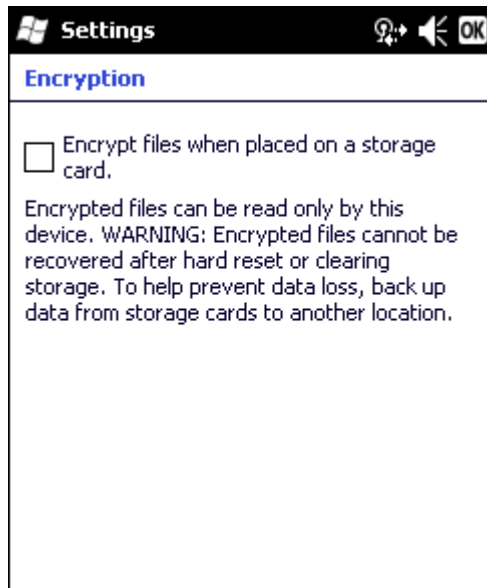 Settings
OK
Encryption
Encrypt files when placed on a storage
card.
Encrypted files can be read only by this
device. WARNING: Encrypted files cannot be
recovered after hard reset or clearing
storage. To help prevent data loss, back up
data from storage cards to another location.